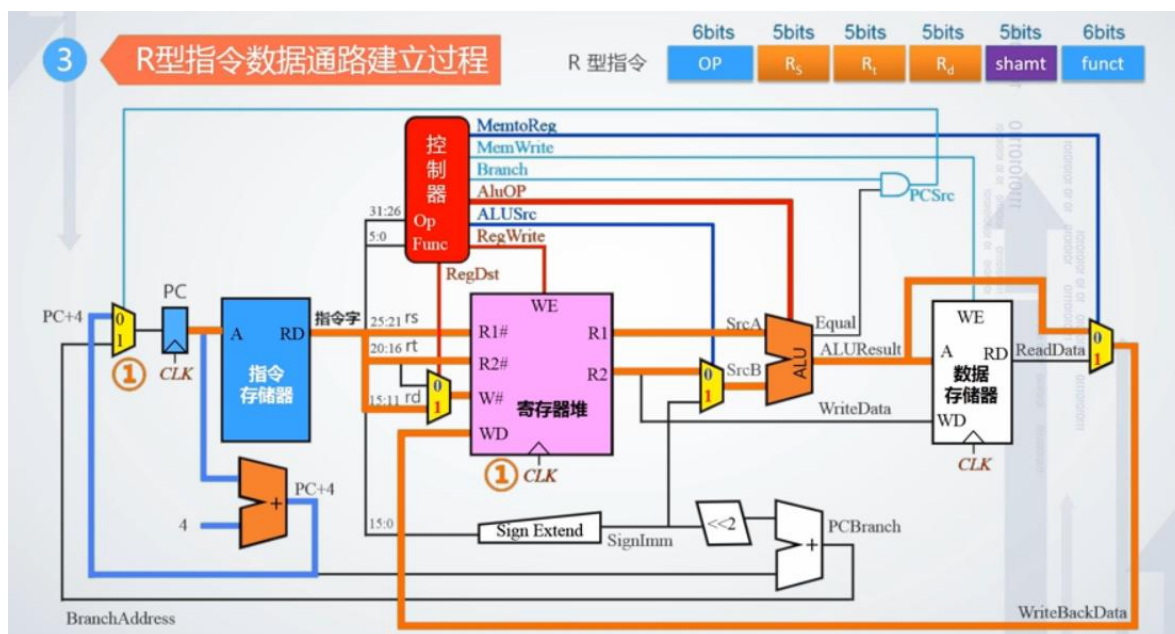 3
R型指令数据通路建立过程
R 型指令
6bits 5bits 5bits 5bits 5bits 6bits
OP Rs Rt Rd shamt funct
控制器
MemtoReg
MemWrite
Branch
PCSrc
AluOP
31:26
Op
ALUSrc
5:0
Func
RegWrite
RegDst
PC
PC+4
0
1
①
CLK
A
RD
指令存储器
指令字
25:21 rs
20:16 rt
15:11 rd
0
1
WE
R1#
R2#
W#
WD
R1
R2
寄存器堆
①
CLK
SrcA
SrcB
0
1
ALU
Equal
ALUResult
WriteData
WE
A
RD
数据存储器
WD
CLK
ReadData
0
1
4
+
PC+4
15:0
Sign Extend
SignImm
<<2
+
PCBranch
BranchAddress
WriteBackData